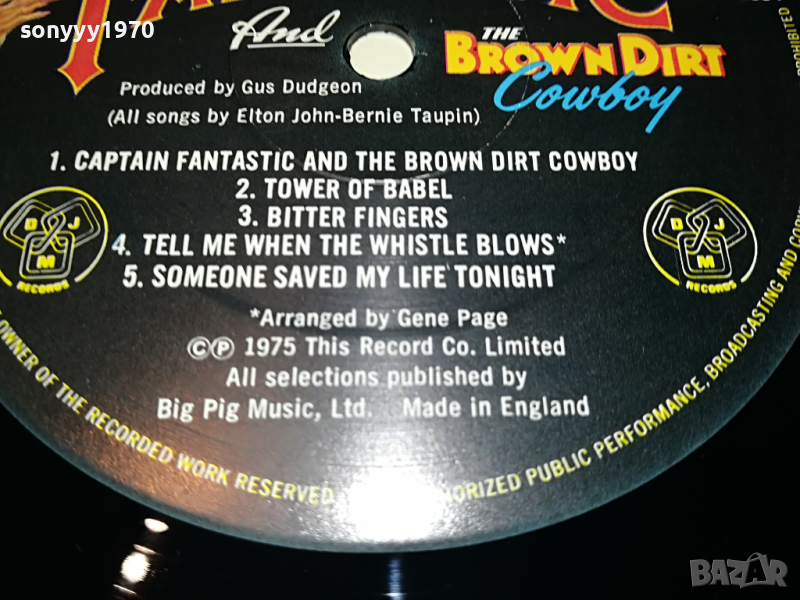 sonyyy1970
And
THE
BROWN DIRT
Cowboy
Produced by Gus Dudgeon
(All songs by Elton John-Bernie Taupin)
1. CAPTAIN FANTASTIC AND THE BROWN DIRT COWBOY
2. TOWER OF BABEL
3. BITTER FINGERS
4. TELL ME WHEN THE WHISTLE BLOWS*
5. SOMEONE SAVED MY LIFE TONIGHT
*Arranged by Gene Page
©℗ 1975 This Record Co. Limited
All selections published by
Big Pig Music, Ltd. Made in England
DJM
RECORDS
DJM
RECORDS
OWNER OF THE RECORDED WORK RESERVED
PUBLIC PERFORMANCE, BROADCASTING AND
PROHIBITED
BAZAR